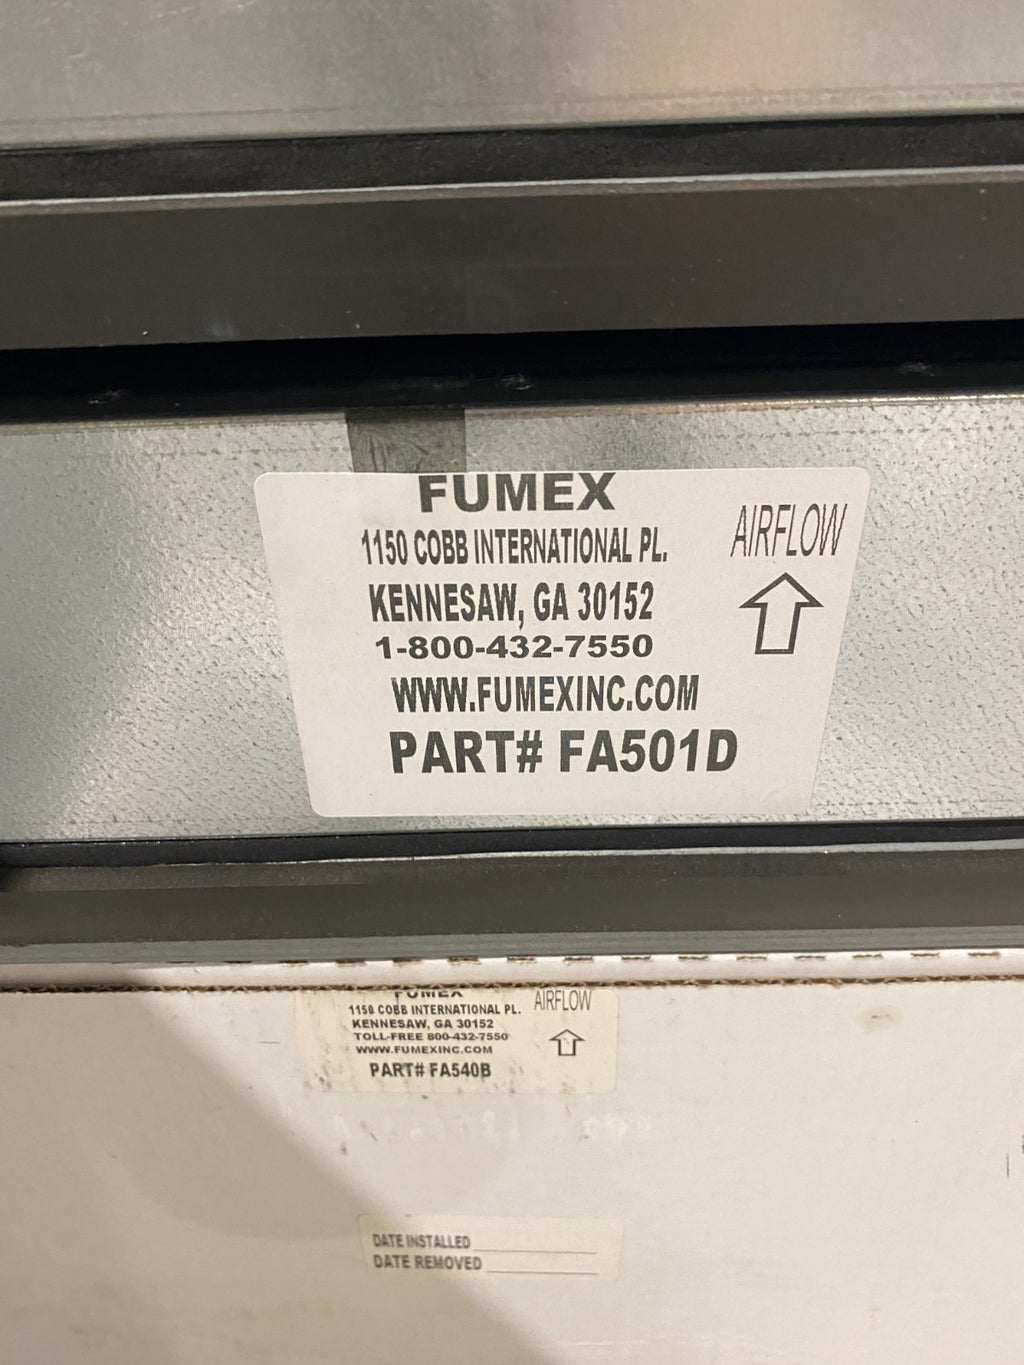 FUMEX
1150 COBB INTERNATIONAL PL.
KENNESAW, GA 30152
1-800-432-7550
WWW.FUMEXINC.COM
PART# FA501D
AIRFLOW
FUMEX
1150 COBB INTERNATIONAL PL.
KENNESAW, GA 30152
TOLL-FREE 800-432-7550
WWW.FUMEXINC.COM
PART# FA540B
AIRFLOW
DATE INSTALLED
DATE REMOVED